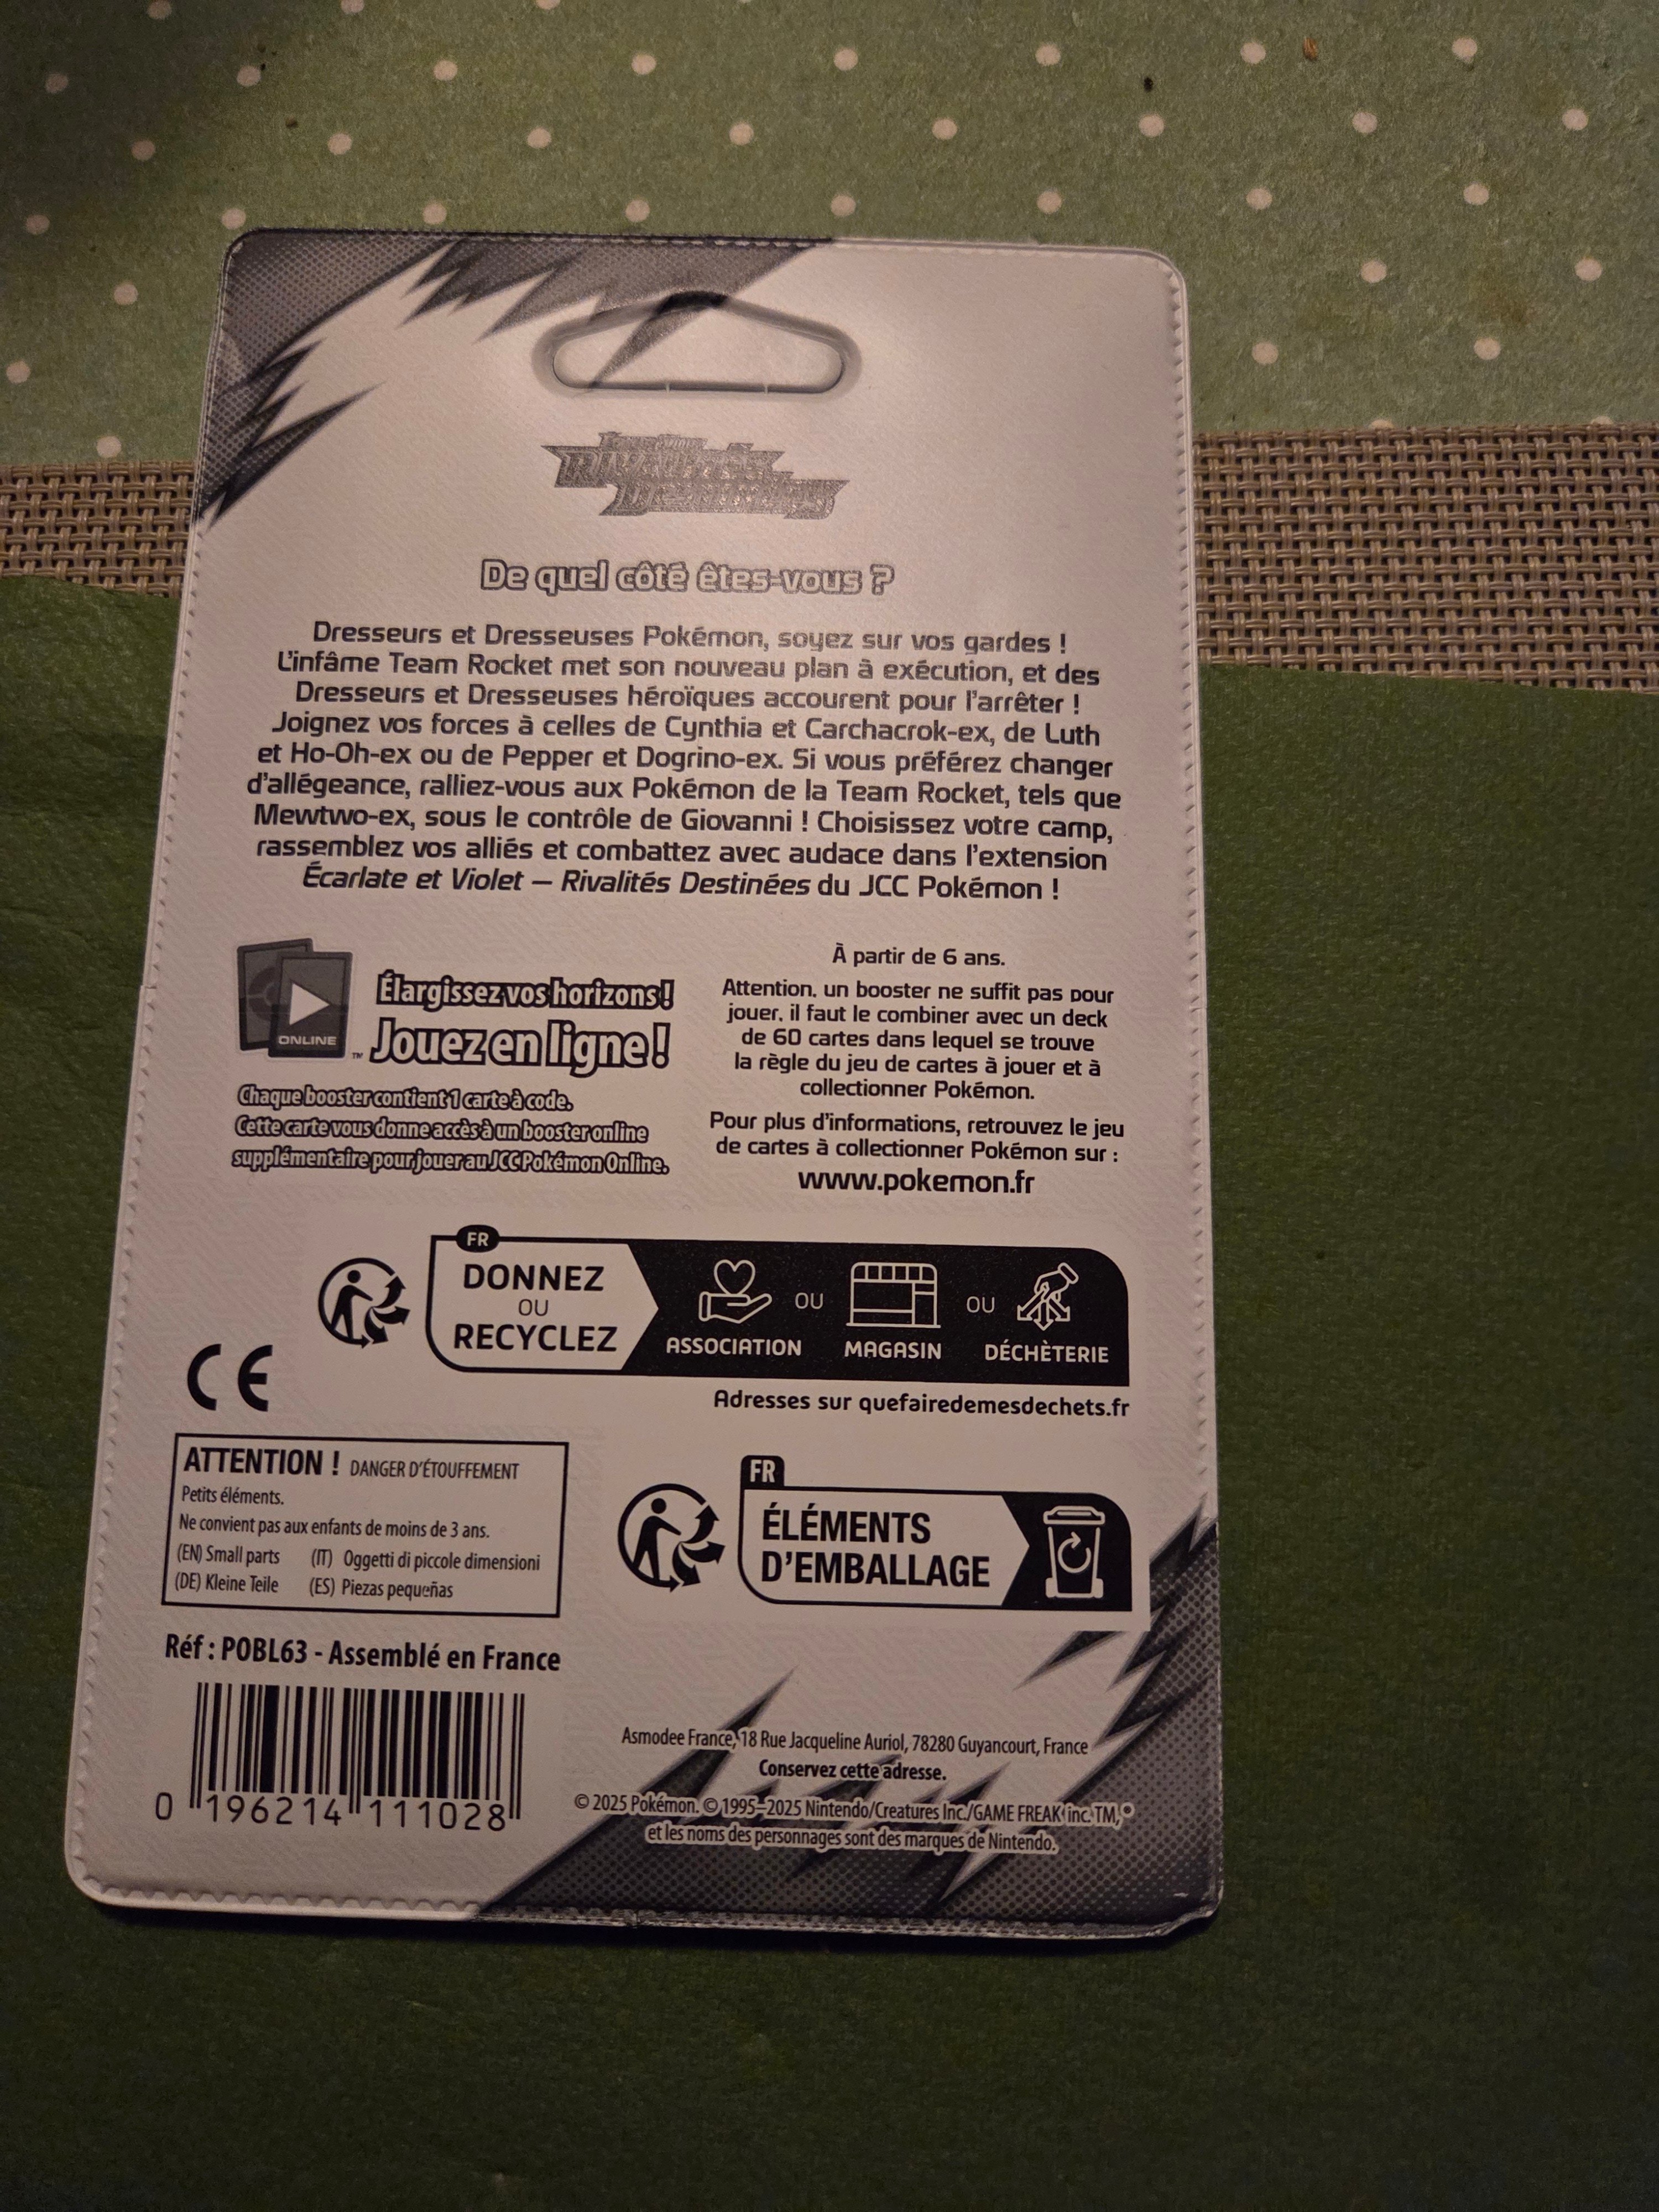 Écarlate et Violet
Rivalités
Destinées
De quel côté êtes-vous ?
Dresseurs et Dresseuses Pokémon, soyez sur vos gardes !
L'infâme Team Rocket met son nouveau plan à exécution, et des
Dresseurs et Dresseuses héroïques accourent pour l'arrêter !
Joignez vos forces à celles de Cynthia et Carchacrok-ex, de Luth
et Ho-Oh-ex ou de Pepper et Dogrino-ex. Si vous préférez changer
d'allégeance, ralliez-vous aux Pokémon de la Team Rocket, tels que
Mewtwo-ex, sous le contrôle de Giovanni ! Choisissez votre camp,
rassemblez vos alliés et combattez avec audace dans l'extension
Écarlate et Violet – Rivalités Destinées du JCC Pokémon !
ONLINE
™
Élargissez vos horizons !
Jouez en ligne !
Chaque booster contient 1 carte à code.
Cette carte vous donne accès à un booster online
supplémentaire pour jouer au JCC Pokémon Online.
À partir de 6 ans.
Attention, un booster ne suffit pas pour
jouer, il faut le combiner avec un deck
de 60 cartes dans lequel se trouve
la règle du jeu de cartes à jouer et à
collectionner Pokémon.
Pour plus d'informations, retrouvez le jeu
de cartes à collectionner Pokémon sur :
www.pokemon.fr
FR
DONNEZ
OU
RECYCLEZ
ASSOCIATION
OU
MAGASIN
OU
DÉCHÈTERIE
Adresses sur quefairedemesdechets.fr
CE
ATTENTION ! DANGER D'ÉTOUFFEMENT
Petits éléments.
Ne convient pas aux enfants de moins de 3 ans.
(EN) Small parts (IT) Oggetti di piccole dimensioni
(DE) Kleine Teile (ES) Piezas pequeñas
FR
ÉLÉMENTS
D'EMBALLAGE
Réf : POBL63 - Assemblé en France
0 196214 111028
Asmodee France, 18 Rue Jacqueline Auriol, 78280 Guyancourt, France
Conservez cette adresse.
© 2025 Pokémon. © 1995–2025 Nintendo/Creatures Inc./GAME FREAK inc. TM, ®
et les noms des personnages sont des marques de Nintendo.